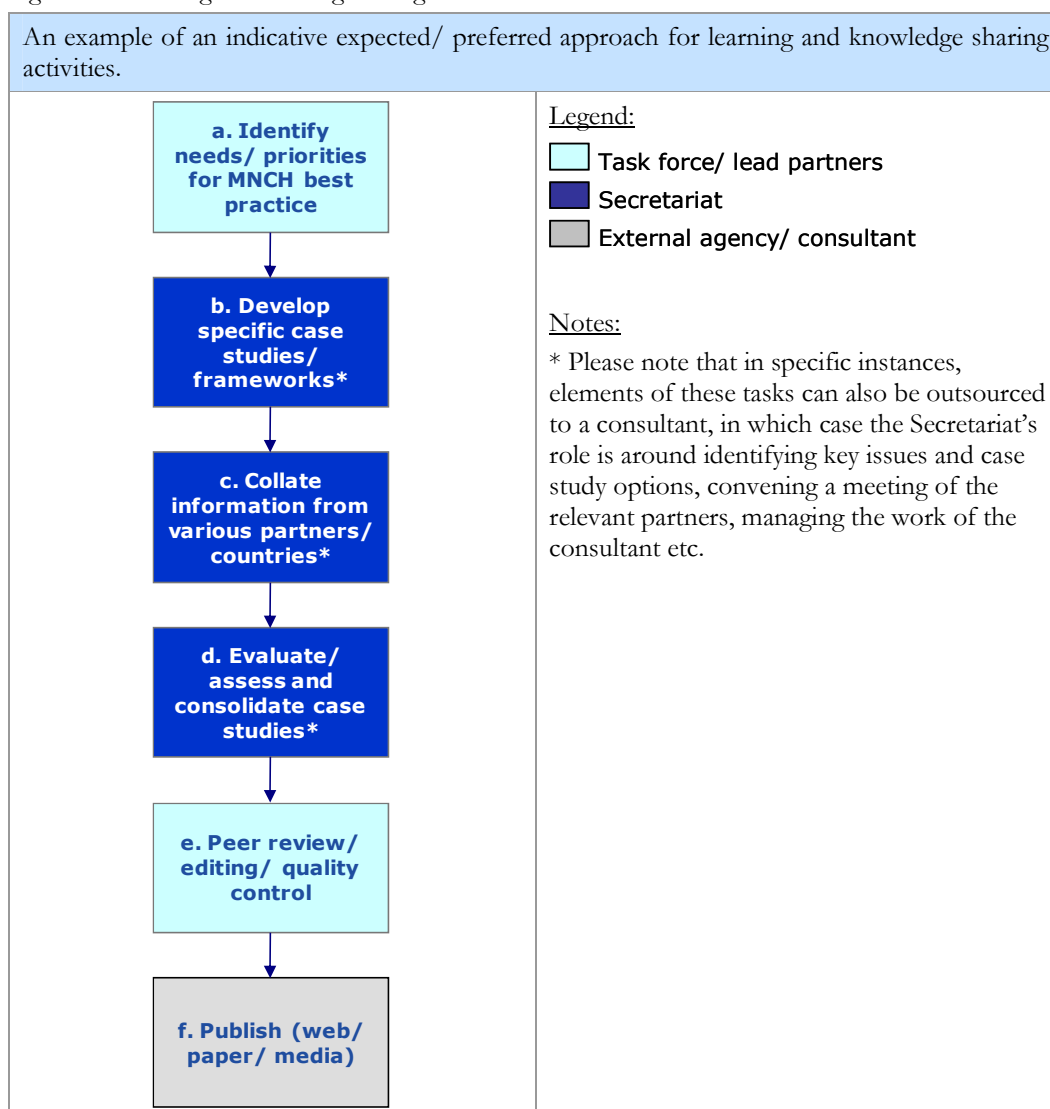 An example of an indicative expected/ preferred approach for learning and knowledge sharing
activities.
a. Identify
needs/ priorities
for MNCH best
practice
b. Develop
specific case
studies/
frameworks*
c. Collate
information from
various partners/
countries*
d. Evaluate/
assess and
consolidate case
studies*
e. Peer review/
editing/ quality
control
f. Publish (web/
paper/ media)
Legend:
Task force/ lead partners
Secretariat
External agency/ consultant
Notes:
* Please note that in specific instances,
elements of these tasks can also be outsourced
to a consultant, in which case the Secretariat's
role is around identifying key issues and case
study options, convening a meeting of the
relevant partners, managing the work of the
consultant etc.